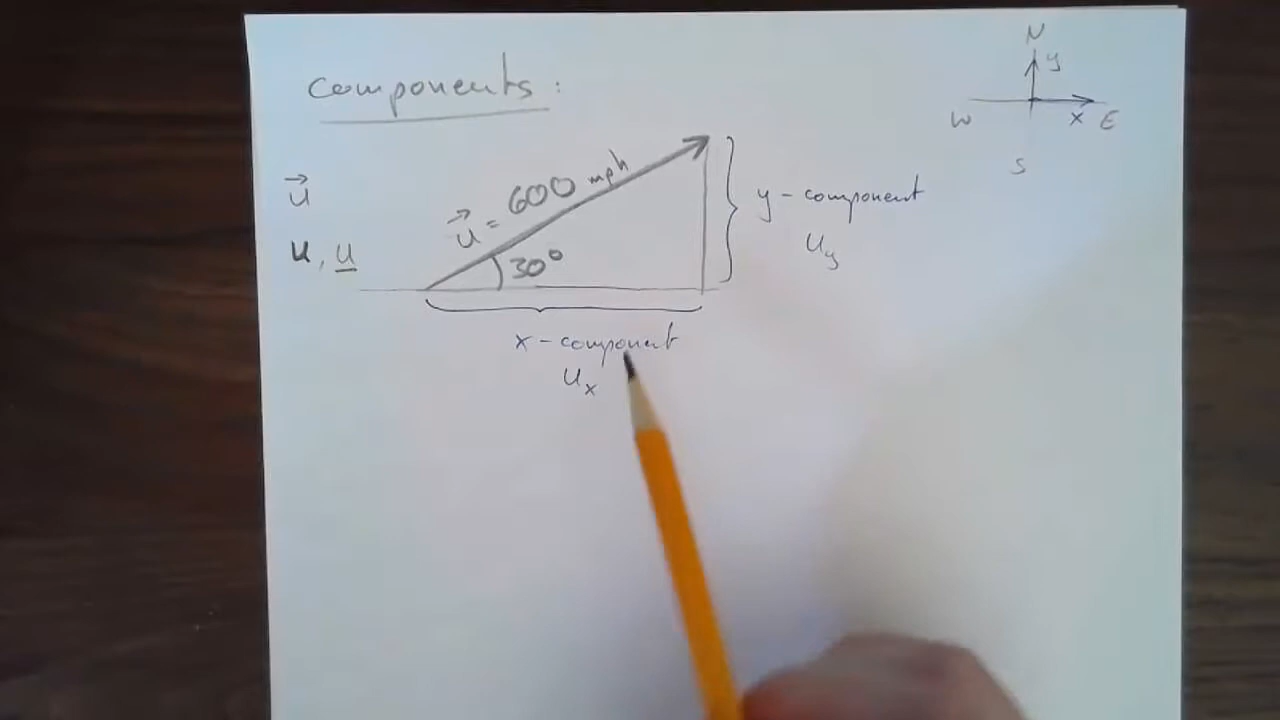 components:
N
y
W
x E
S
u⃗
u, u
u⃗ = 600 mph
30°
y-component
u_y
x-component
u_x